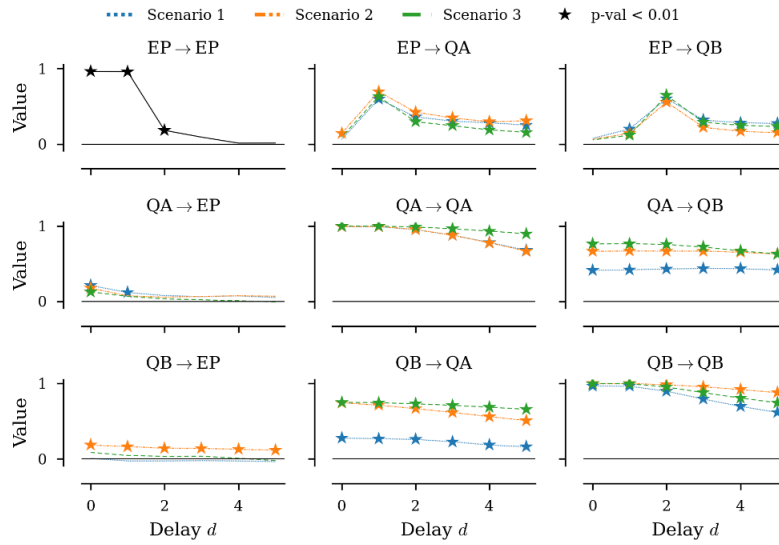 Scenario 1 Scenario 2 Scenario 3 ★ p-val < 0.01
EP → EP EP → QA EP → QB
1
Value
0
QA → EP QA → QA QA → QB
1
Value
0
QB → EP QB → QA QB → QB
1
Value
0
0 2 4 0 2 4 0 2 4
Delay d Delay d Delay d